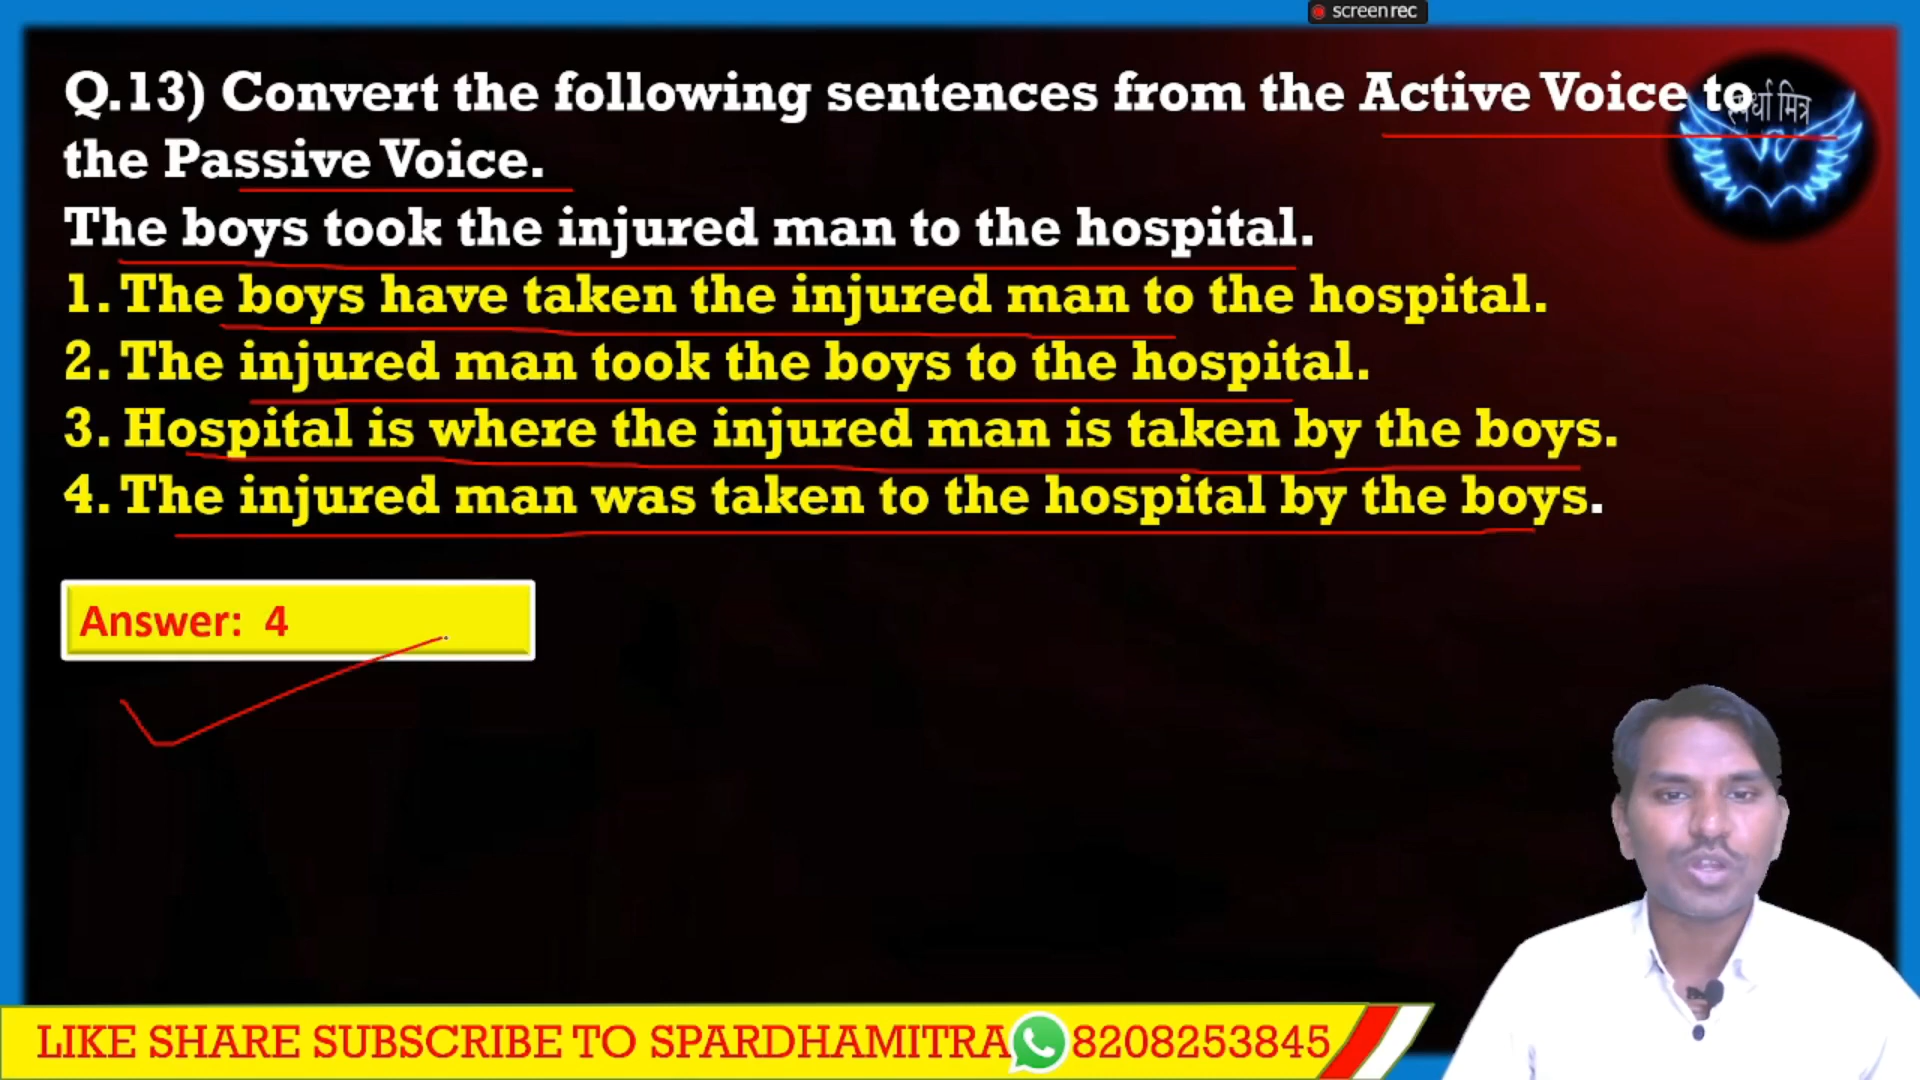 screenrec
Q.13) Convert the following sentences from the Active Voice to
the Passive Voice.
स्पर्धा मित्र
The boys took the injured man to the hospital.
1. The boys have taken the injured man to the hospital.
2. The injured man took the boys to the hospital.
3. Hospital is where the injured man is taken by the boys.
4. The injured man was taken to the hospital by the boys.
Answer: 4
LIKE SHARE SUBSCRIBE TO SPARDHAMITRA 8208253845